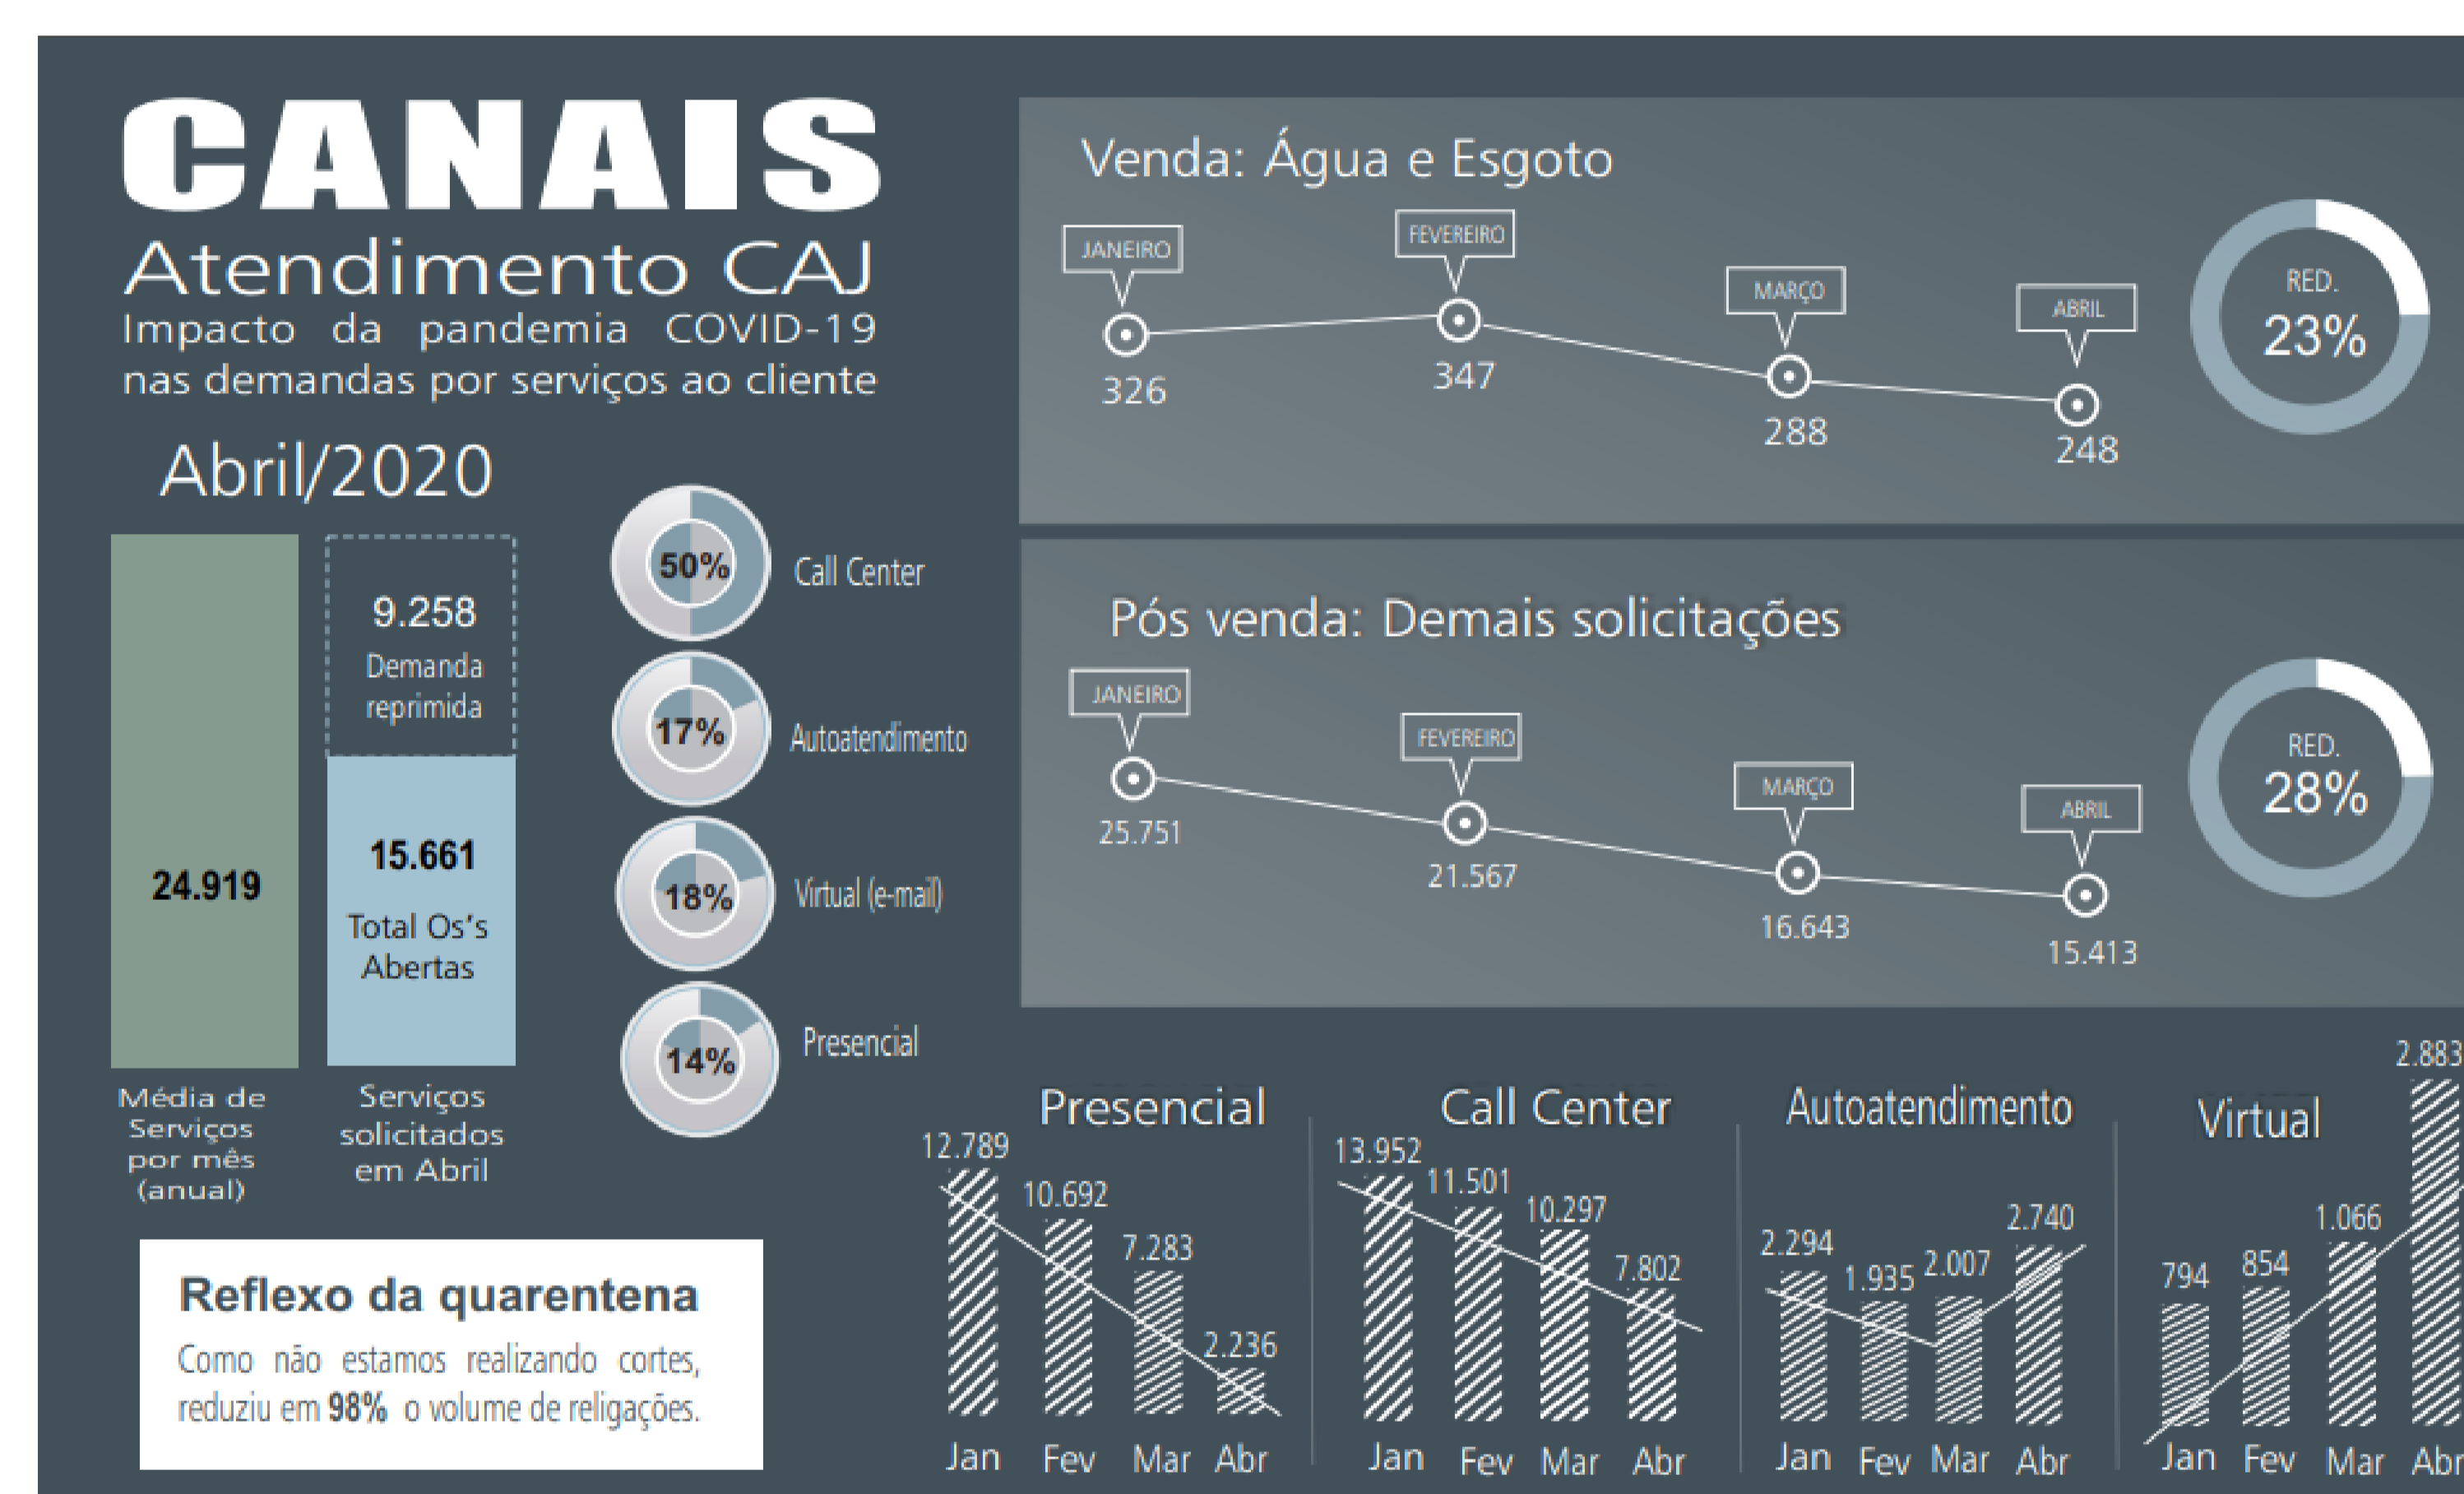 CANAIS
Atendimento CAJ
Impacto da pandemia COVID-19
nas demandas por serviços ao cliente
Abril/2020
24.919
Média de
Serviços
por mês
(anual)
9.258
Demanda
reprimida
15.661
Total Os's
Abertas
Serviços
solicitados
em Abril
50%
Call Center
17%
Autoatendimento
18%
Virtual (e-mail)
14%
Presencial
Reflexo da quarentena
Como não estamos realizando cortes,
reduziu em 98% o volume de religações.
Venda: Água e Esgoto
JANEIRO
326
FEVEREIRO
347
MARÇO
288
ABRIL
248
RED.
23%
Pós venda: Demais solicitações
JANEIRO
25.751
FEVEREIRO
21.567
MARÇO
16.643
ABRIL
15.413
RED.
28%
Presencial
12.789
10.692
7.283
2.236
Jan Fev Mar Abr
Call Center
13.952
11.501
10.297
7.802
Jan Fev Mar Abr
Autoatendimento
2.294
1.935
2.007
2.740
Jan Fev Mar Abr
Virtual
794
854
1.066
2.883
Jan Fev Mar Abr